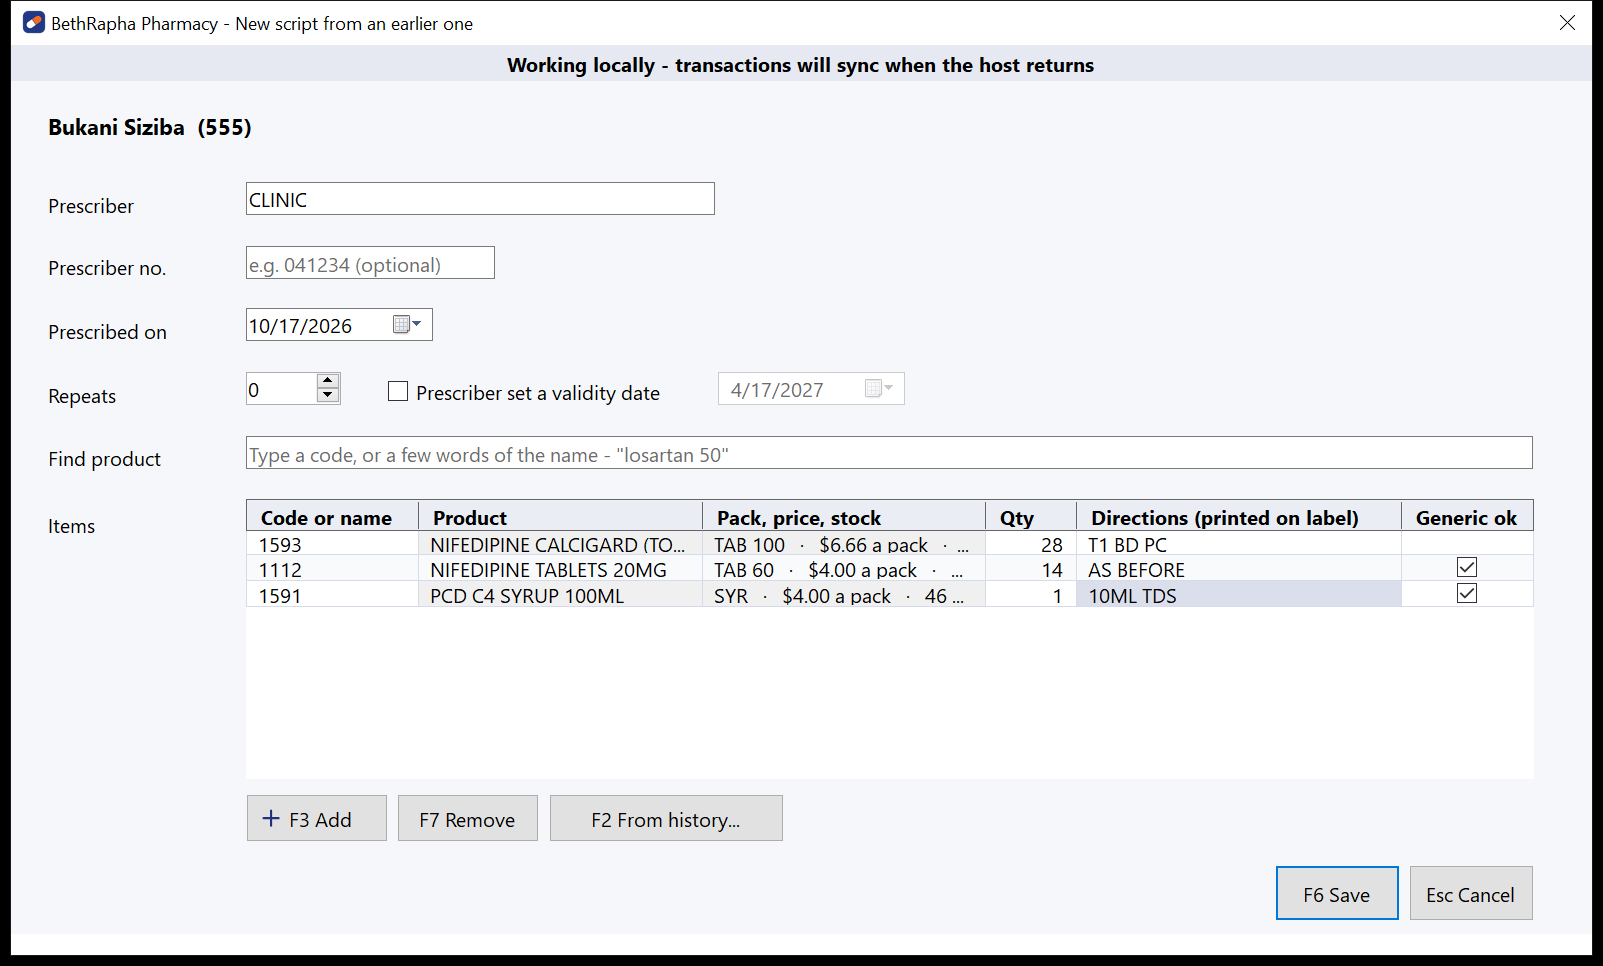 BethRapha Pharmacy - New script from an earlier one
Working locally - transactions will sync when the host returns
Bukani Siziba (555)
Prescriber CLINIC
Prescriber no. e.g. 041234 (optional)
Prescribed on 10/17/2026
Repeats 0 Prescriber set a validity date 4/17/2027
Find product Type a code, or a few words of the name - "losartan 50"
Items
Code or name Product Pack, price, stock Qty Directions (printed on label) Generic ok
1593 NIFEDIPINE CALCIGARD (TO... TAB 100 · $6.66 a pack · ... 28 T1 BD PC
1112 NIFEDIPINE TABLETS 20MG TAB 60 · $4.00 a pack · ... 14 AS BEFORE
1591 PCD C4 SYRUP 100ML SYR · $4.00 a pack · 46 ... 1 10ML TDS
F3 Add F7 Remove F2 From history...
F6 Save Esc Cancel